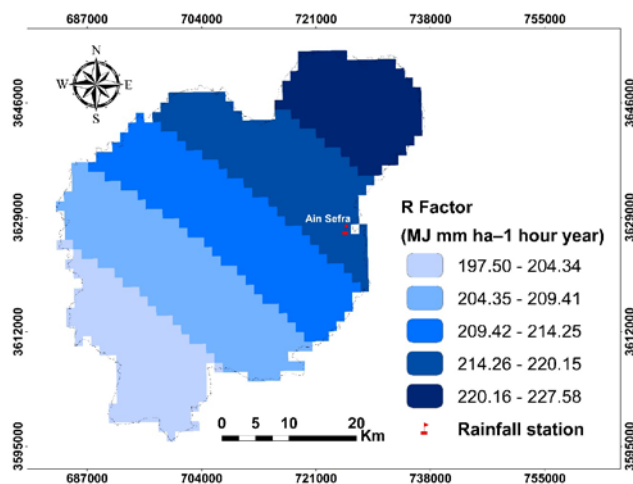 687000 704000 721000 738000 755000
N
W E
S
3646000 3646000
3629000 3629000
3612000 3612000
3595000 3595000
Ain Sefra
R Factor
(MJ mm ha–1 hour year)
197.50 - 204.34
204.35 - 209.41
209.42 - 214.25
214.26 - 220.15
220.16 - 227.58
Rainfall station
0 5 10 20
Km
687000 704000 721000 738000 755000